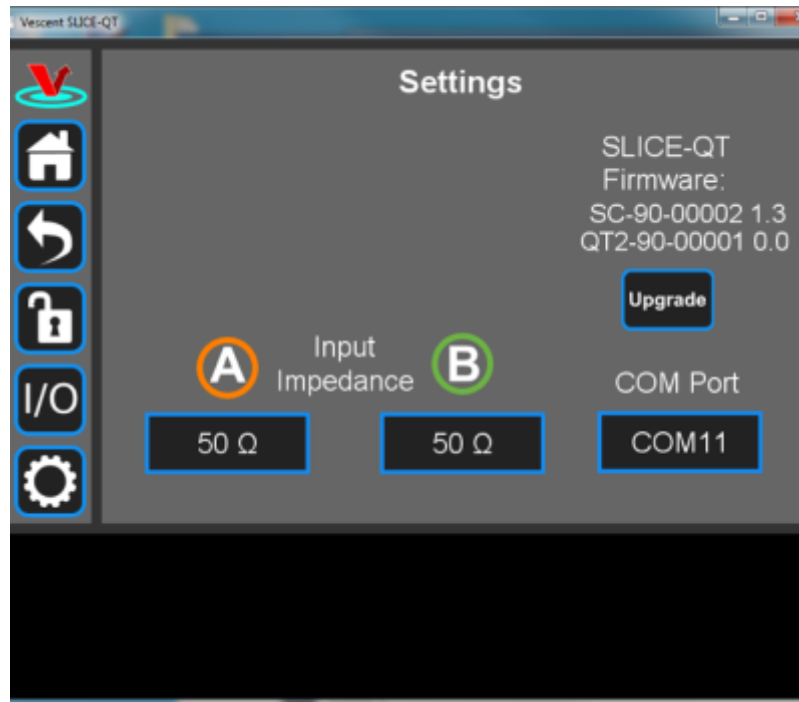 Vescent SLICE-QT
Settings
SLICE-QT
Firmware:
SC-90-00002 1.3
QT2-90-00001 0.0
Upgrade
A
Input
Impedance
B
COM Port
I/O
50 Ω
50 Ω
COM11